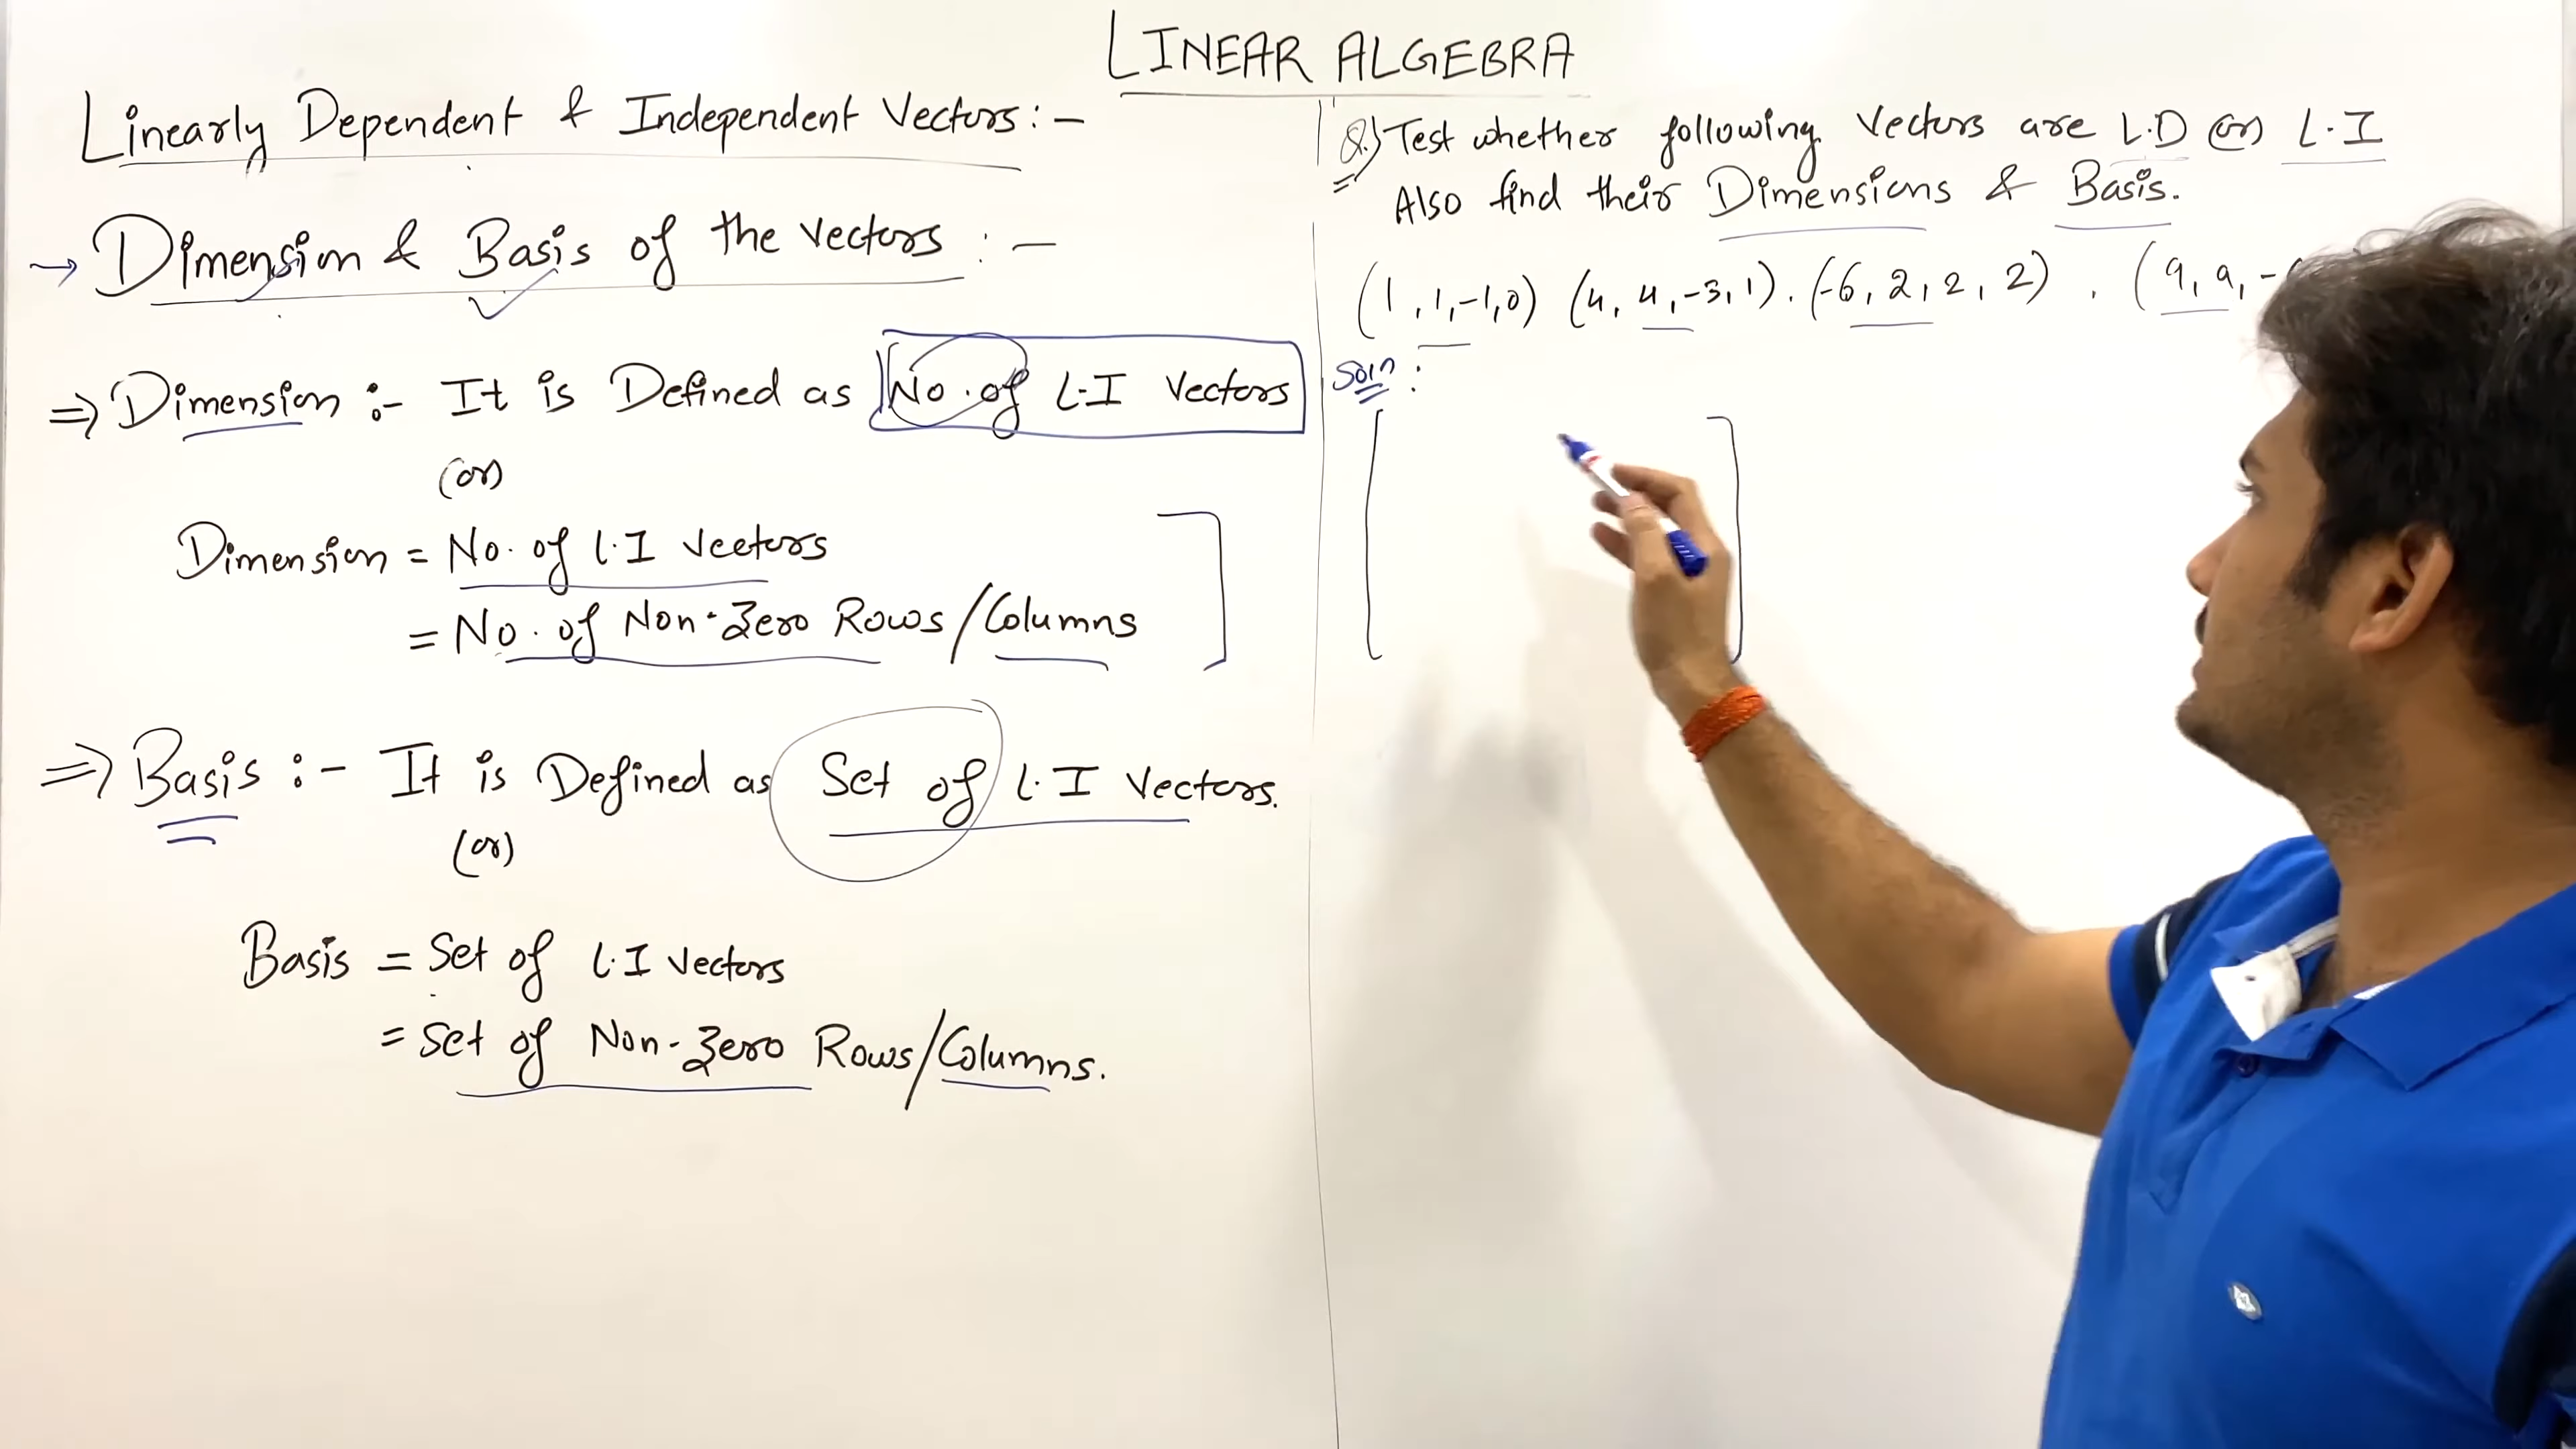 LINEAR ALGEBRA
Linearly Dependent & Independent Vectors :-
→ Dimension & Basis of the vectors :-
⇒ Dimension :- It is Defined as No. of L.I Vectors
(or)
Dimension = No. of L.I Vectors
= No. of Non-Zero Rows/Columns
⇒ Basis :- It is Defined as Set of L.I Vectors.
(or)
Basis = Set of L.I Vectors
= Set of Non-Zero Rows/Columns.
Q.) Test whether following Vectors are L.D (or) L.I
Also find their Dimensions & Basis.
(1, 1, -1, 0) (4, 4, -3, 1). (-6, 2, 2, 2) . (9, 9, -
Soln :